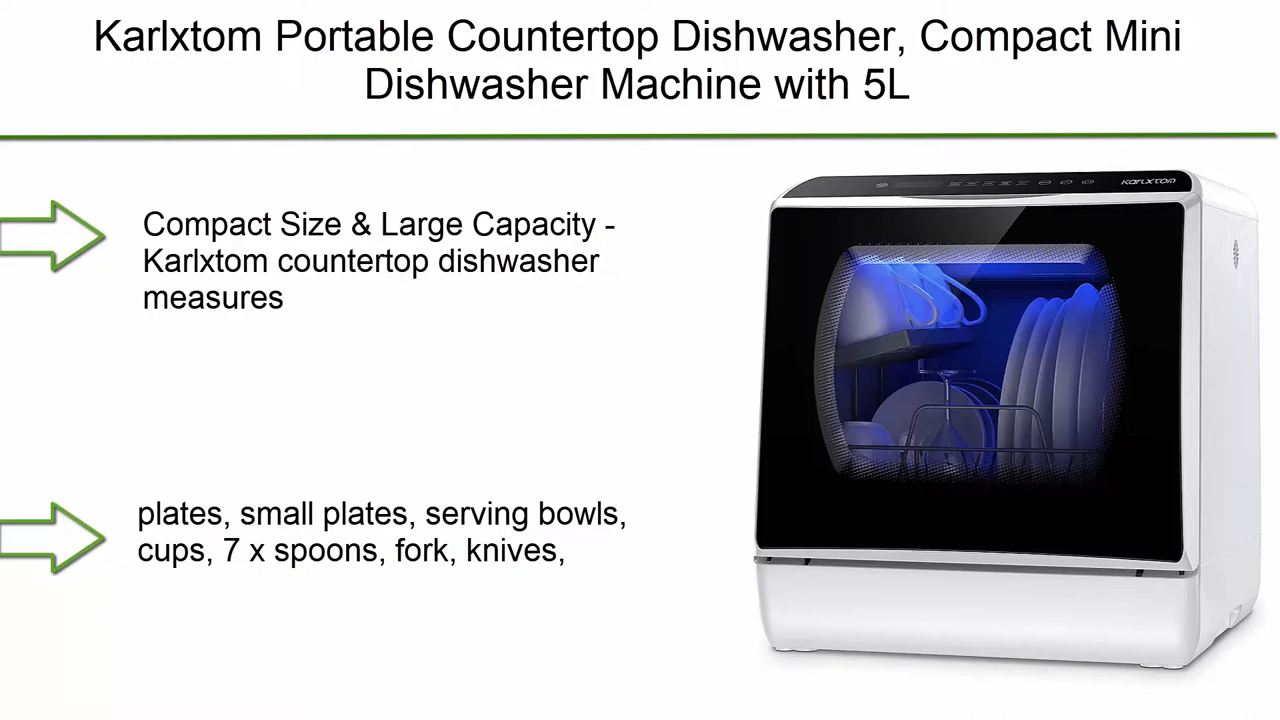 Karlxtom Portable Countertop Dishwasher, Compact Mini
Dishwasher Machine with 5L
Compact Size & Large Capacity -
Karlxtom countertop dishwasher
measures
plates, small plates, serving bowls,
cups, 7 x spoons, fork, knives,
KARLXTOM